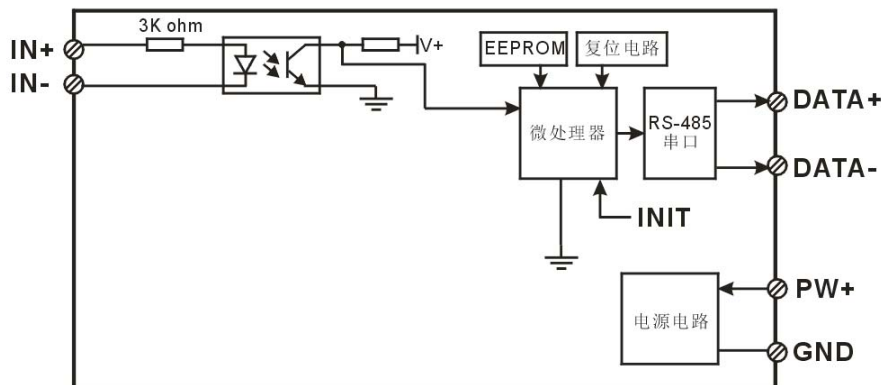 3K ohm
IN+
IN-
V+
EEPROM
复位电路
微处理器
RS-485
串口
DATA+
DATA-
INIT
电源电路
PW+
GND